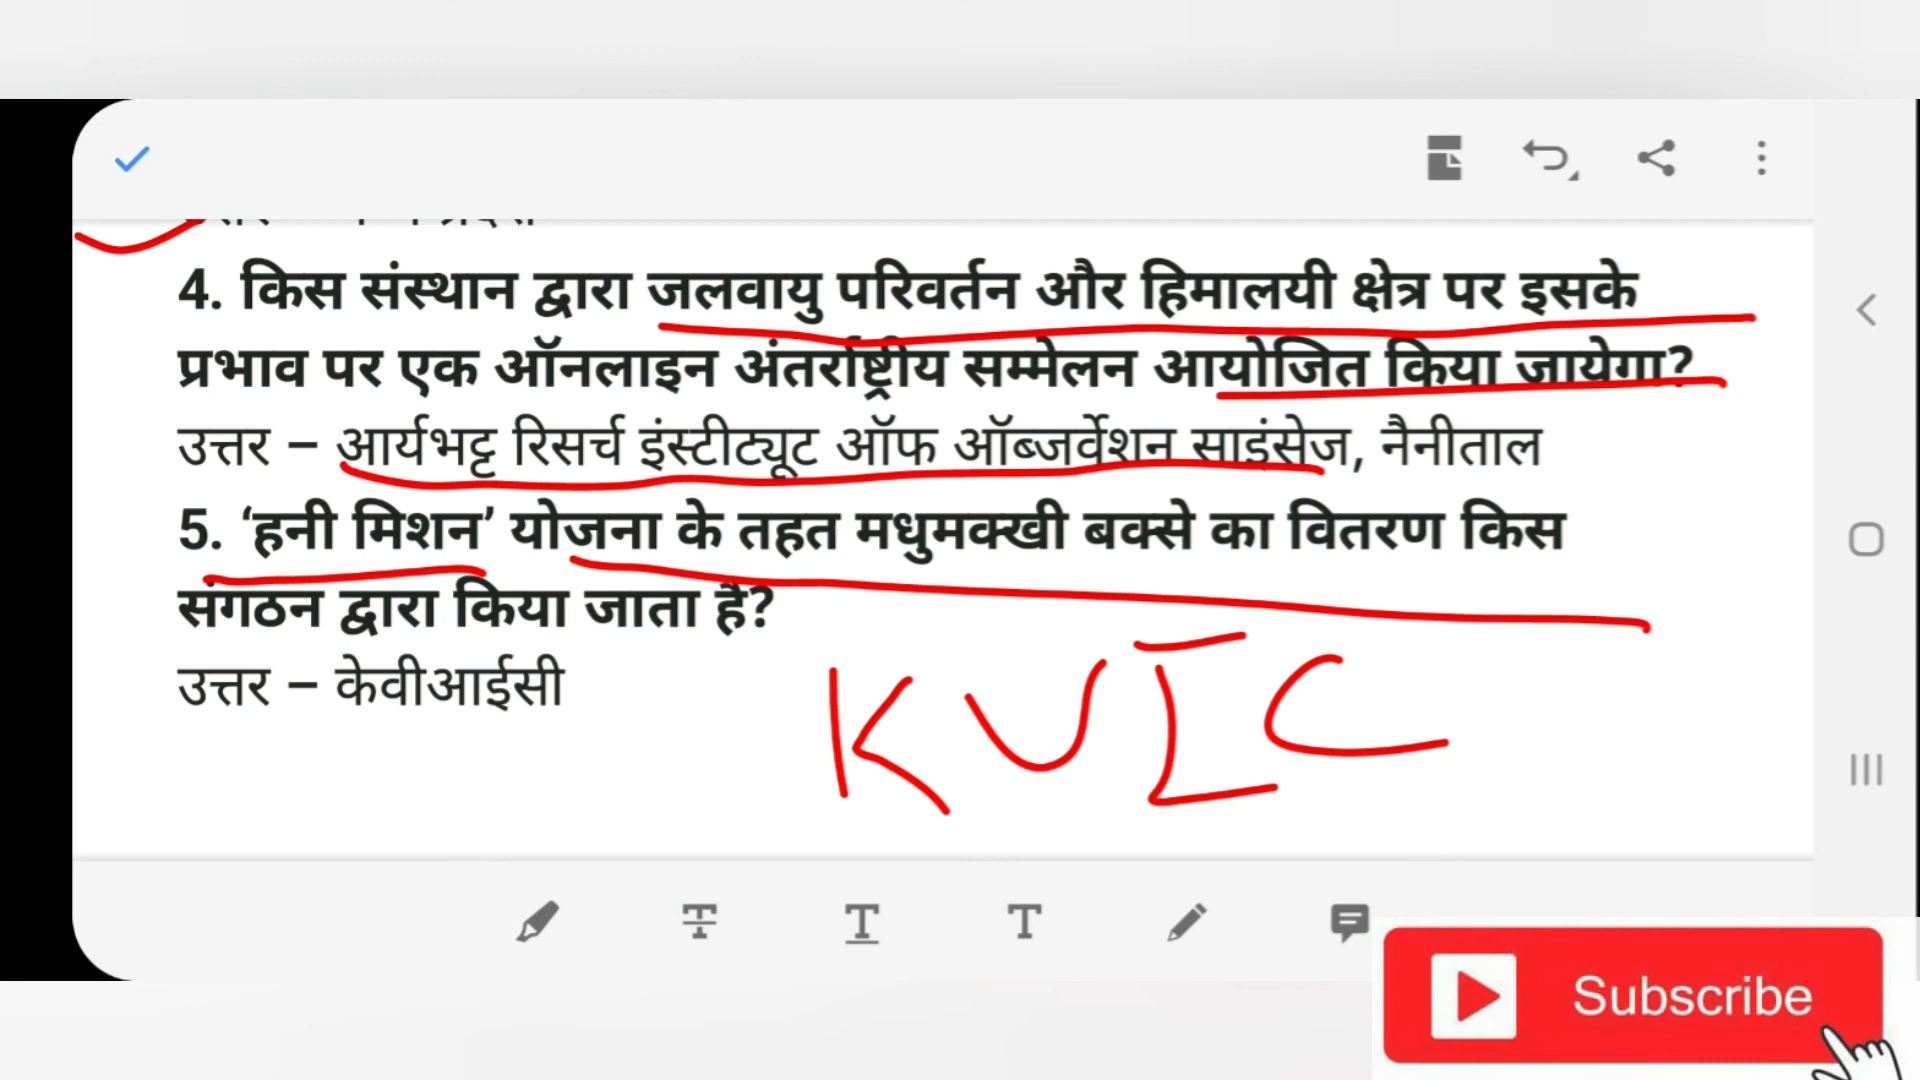 4. किस संस्थान द्वारा जलवायु परिवर्तन और हिमालयी क्षेत्र पर इसके
प्रभाव पर एक ऑनलाइन अंतर्राष्ट्रीय सम्मेलन आयोजित किया जायेगा?
उत्तर – आर्यभट्ट रिसर्च इंस्टीट्यूट ऑफ ऑब्जर्वेशन साइंसेज, नैनीताल
5. ‘हनी मिशन’ योजना के तहत मधुमक्खी बक्से का वितरण किस
संगठन द्वारा किया जाता है?
उत्तर – केवीआईसी
KVIC
Subscribe